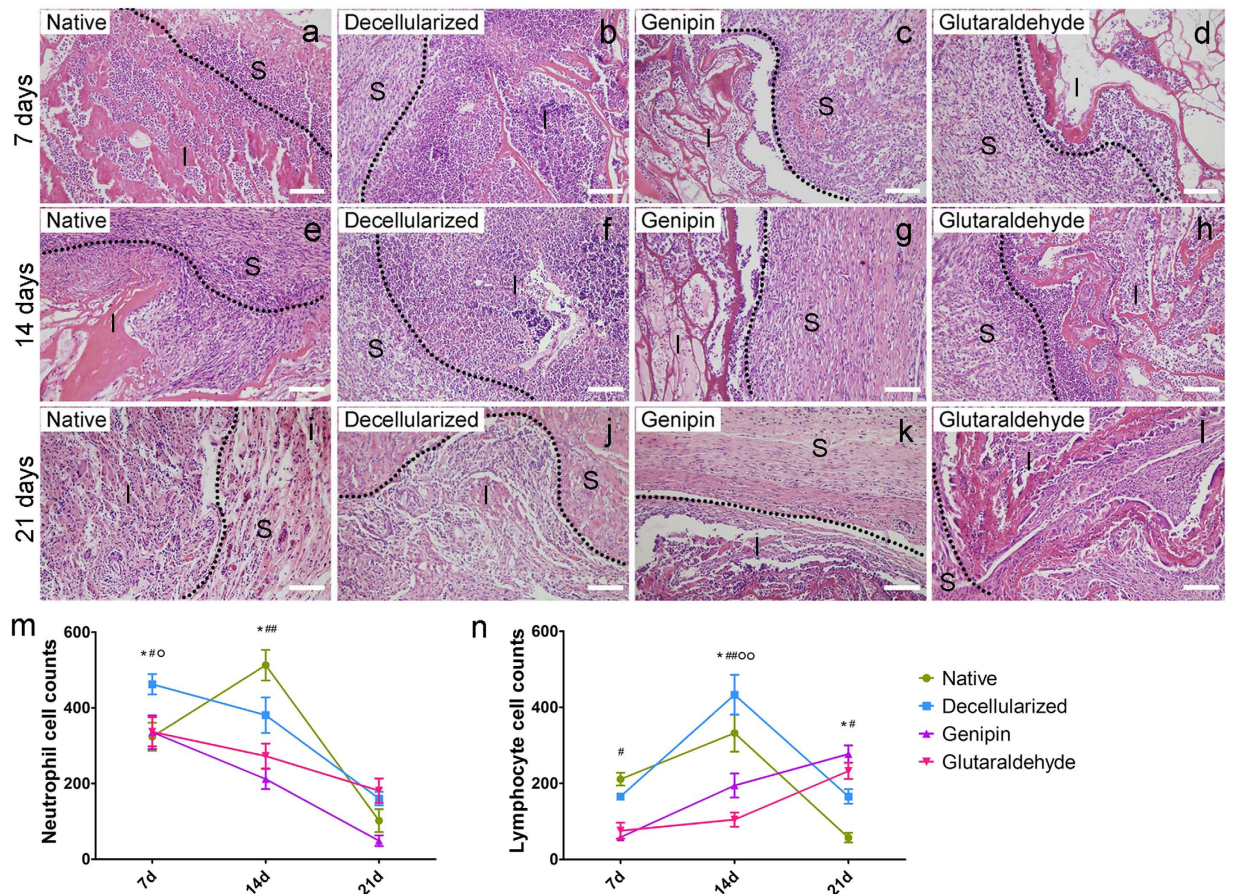 7 days
Native a S I
Decellularized b S I
Genipin c S I
Glutaraldehyde d I S
14 days
Native e S I
Decellularized f I S
Genipin g S I
Glutaraldehyde h I S
21 days
Native i I S
Decellularized j I S
Genipin k S I
Glutaraldehyde l I S
m
Neutrophil cell counts
600
400
200
0
*#○
*##
7d 14d 21d
n
Lymphocyte cell counts
600
400
200
0
#
*##○○
*#
7d 14d 21d
Native
Decellularized
Genipin
Glutaraldehyde